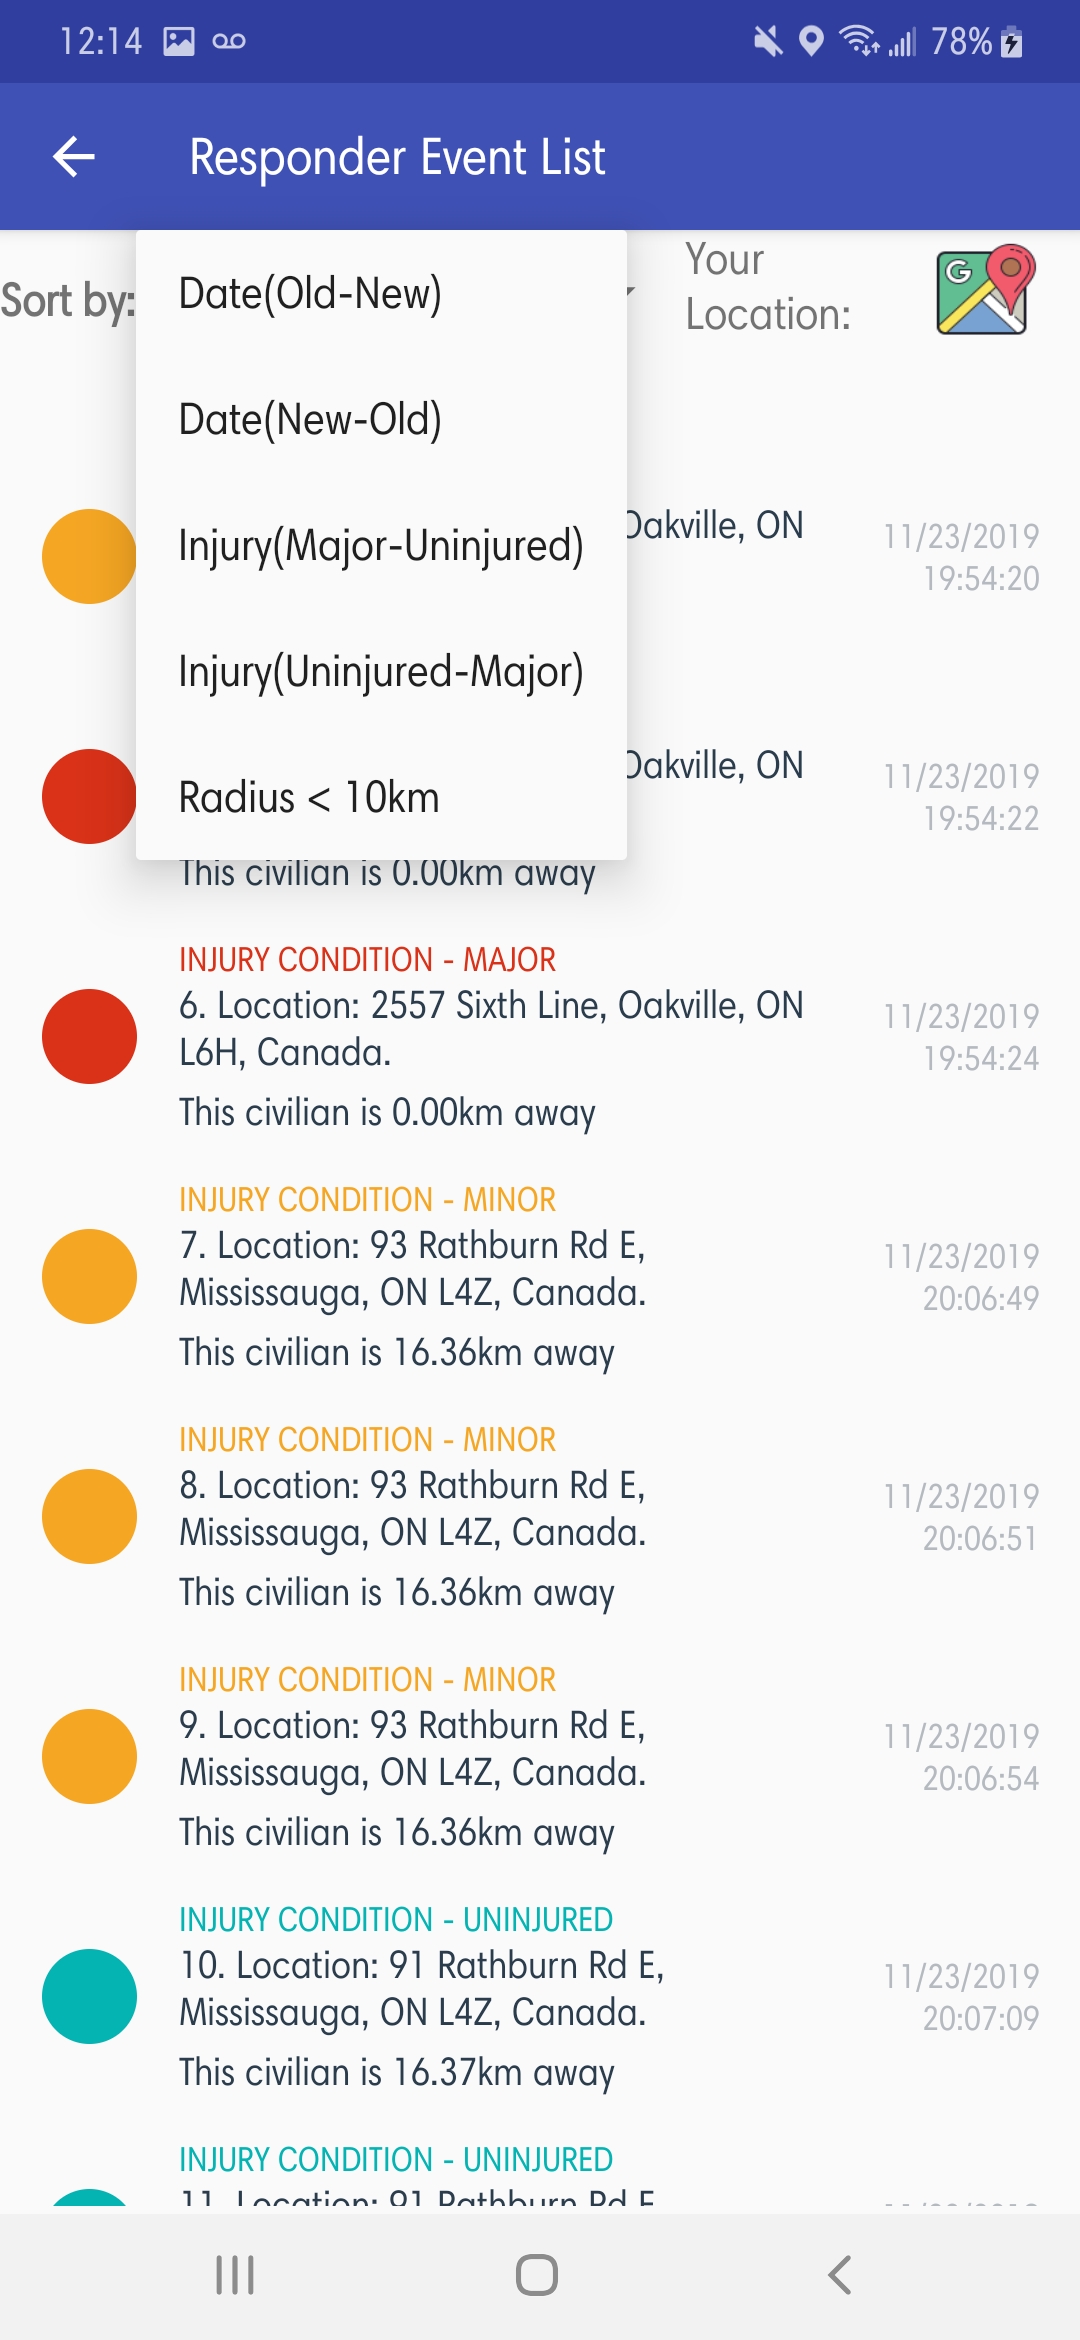 12:14
78%
Responder Event List
Sort by:
Your
Location:
Date(Old-New)
Date(New-Old)
Injury(Major-Uninjured)
Injury(Uninjured-Major)
Radius < 10km
Oakville, ON
11/23/2019
19:54:20
Oakville, ON
11/23/2019
19:54:22
This civilian is 0.00km away
INJURY CONDITION - MAJOR
6. Location: 2557 Sixth Line, Oakville, ON
L6H, Canada.
11/23/2019
19:54:24
This civilian is 0.00km away
INJURY CONDITION - MINOR
7. Location: 93 Rathburn Rd E,
Mississauga, ON L4Z, Canada.
11/23/2019
20:06:49
This civilian is 16.36km away
INJURY CONDITION - MINOR
8. Location: 93 Rathburn Rd E,
Mississauga, ON L4Z, Canada.
11/23/2019
20:06:51
This civilian is 16.36km away
INJURY CONDITION - MINOR
9. Location: 93 Rathburn Rd E,
Mississauga, ON L4Z, Canada.
11/23/2019
20:06:54
This civilian is 16.36km away
INJURY CONDITION - UNINJURED
10. Location: 91 Rathburn Rd E,
Mississauga, ON L4Z, Canada.
11/23/2019
20:07:09
This civilian is 16.37km away
INJURY CONDITION - UNINJURED
11. Location: 91 Rathburn Rd E